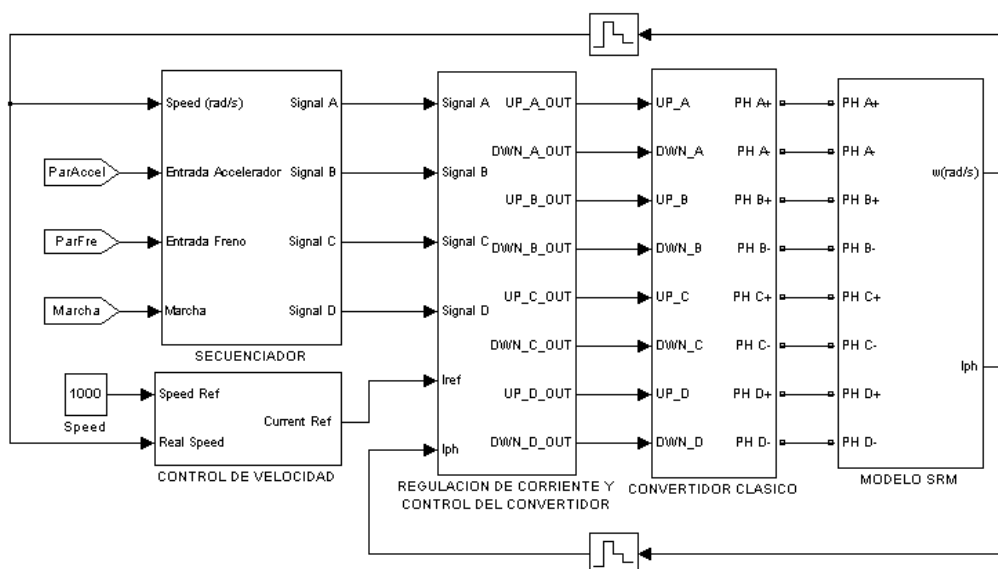 Speed (rad/s)
Entrada Accelerador
Entrada Freno
Marcha
Signal A
Signal B
Signal C
Signal D
SECUENCIADOR
ParAccel
ParFre
Marcha
1000
Speed
Speed Ref
Real Speed
Current Ref
CONTROL DE VELOCIDAD
Signal A
Signal B
Signal C
Signal D
Iref
Iph
UP_A_OUT
DWN_A_OUT
UP_B_OUT
DWN_B_OUT
UP_C_OUT
DWN_C_OUT
UP_D_OUT
DWN_D_OUT
REGULACION DE CORRIENTE Y
CONTROL DEL CONVERTIDOR
UP_A
DWN_A
UP_B
DWN_B
UP_C
DWN_C
UP_D
DWN_D
PH A+
PH A-
PH B+
PH B-
PH C+
PH C-
PH D+
PH D-
CONVERTIDOR CLASICO
PH A+
PH A-
PH B+
PH B-
PH C+
PH C-
PH D+
PH D-
w(rad/s)
Iph
MODELO SRM